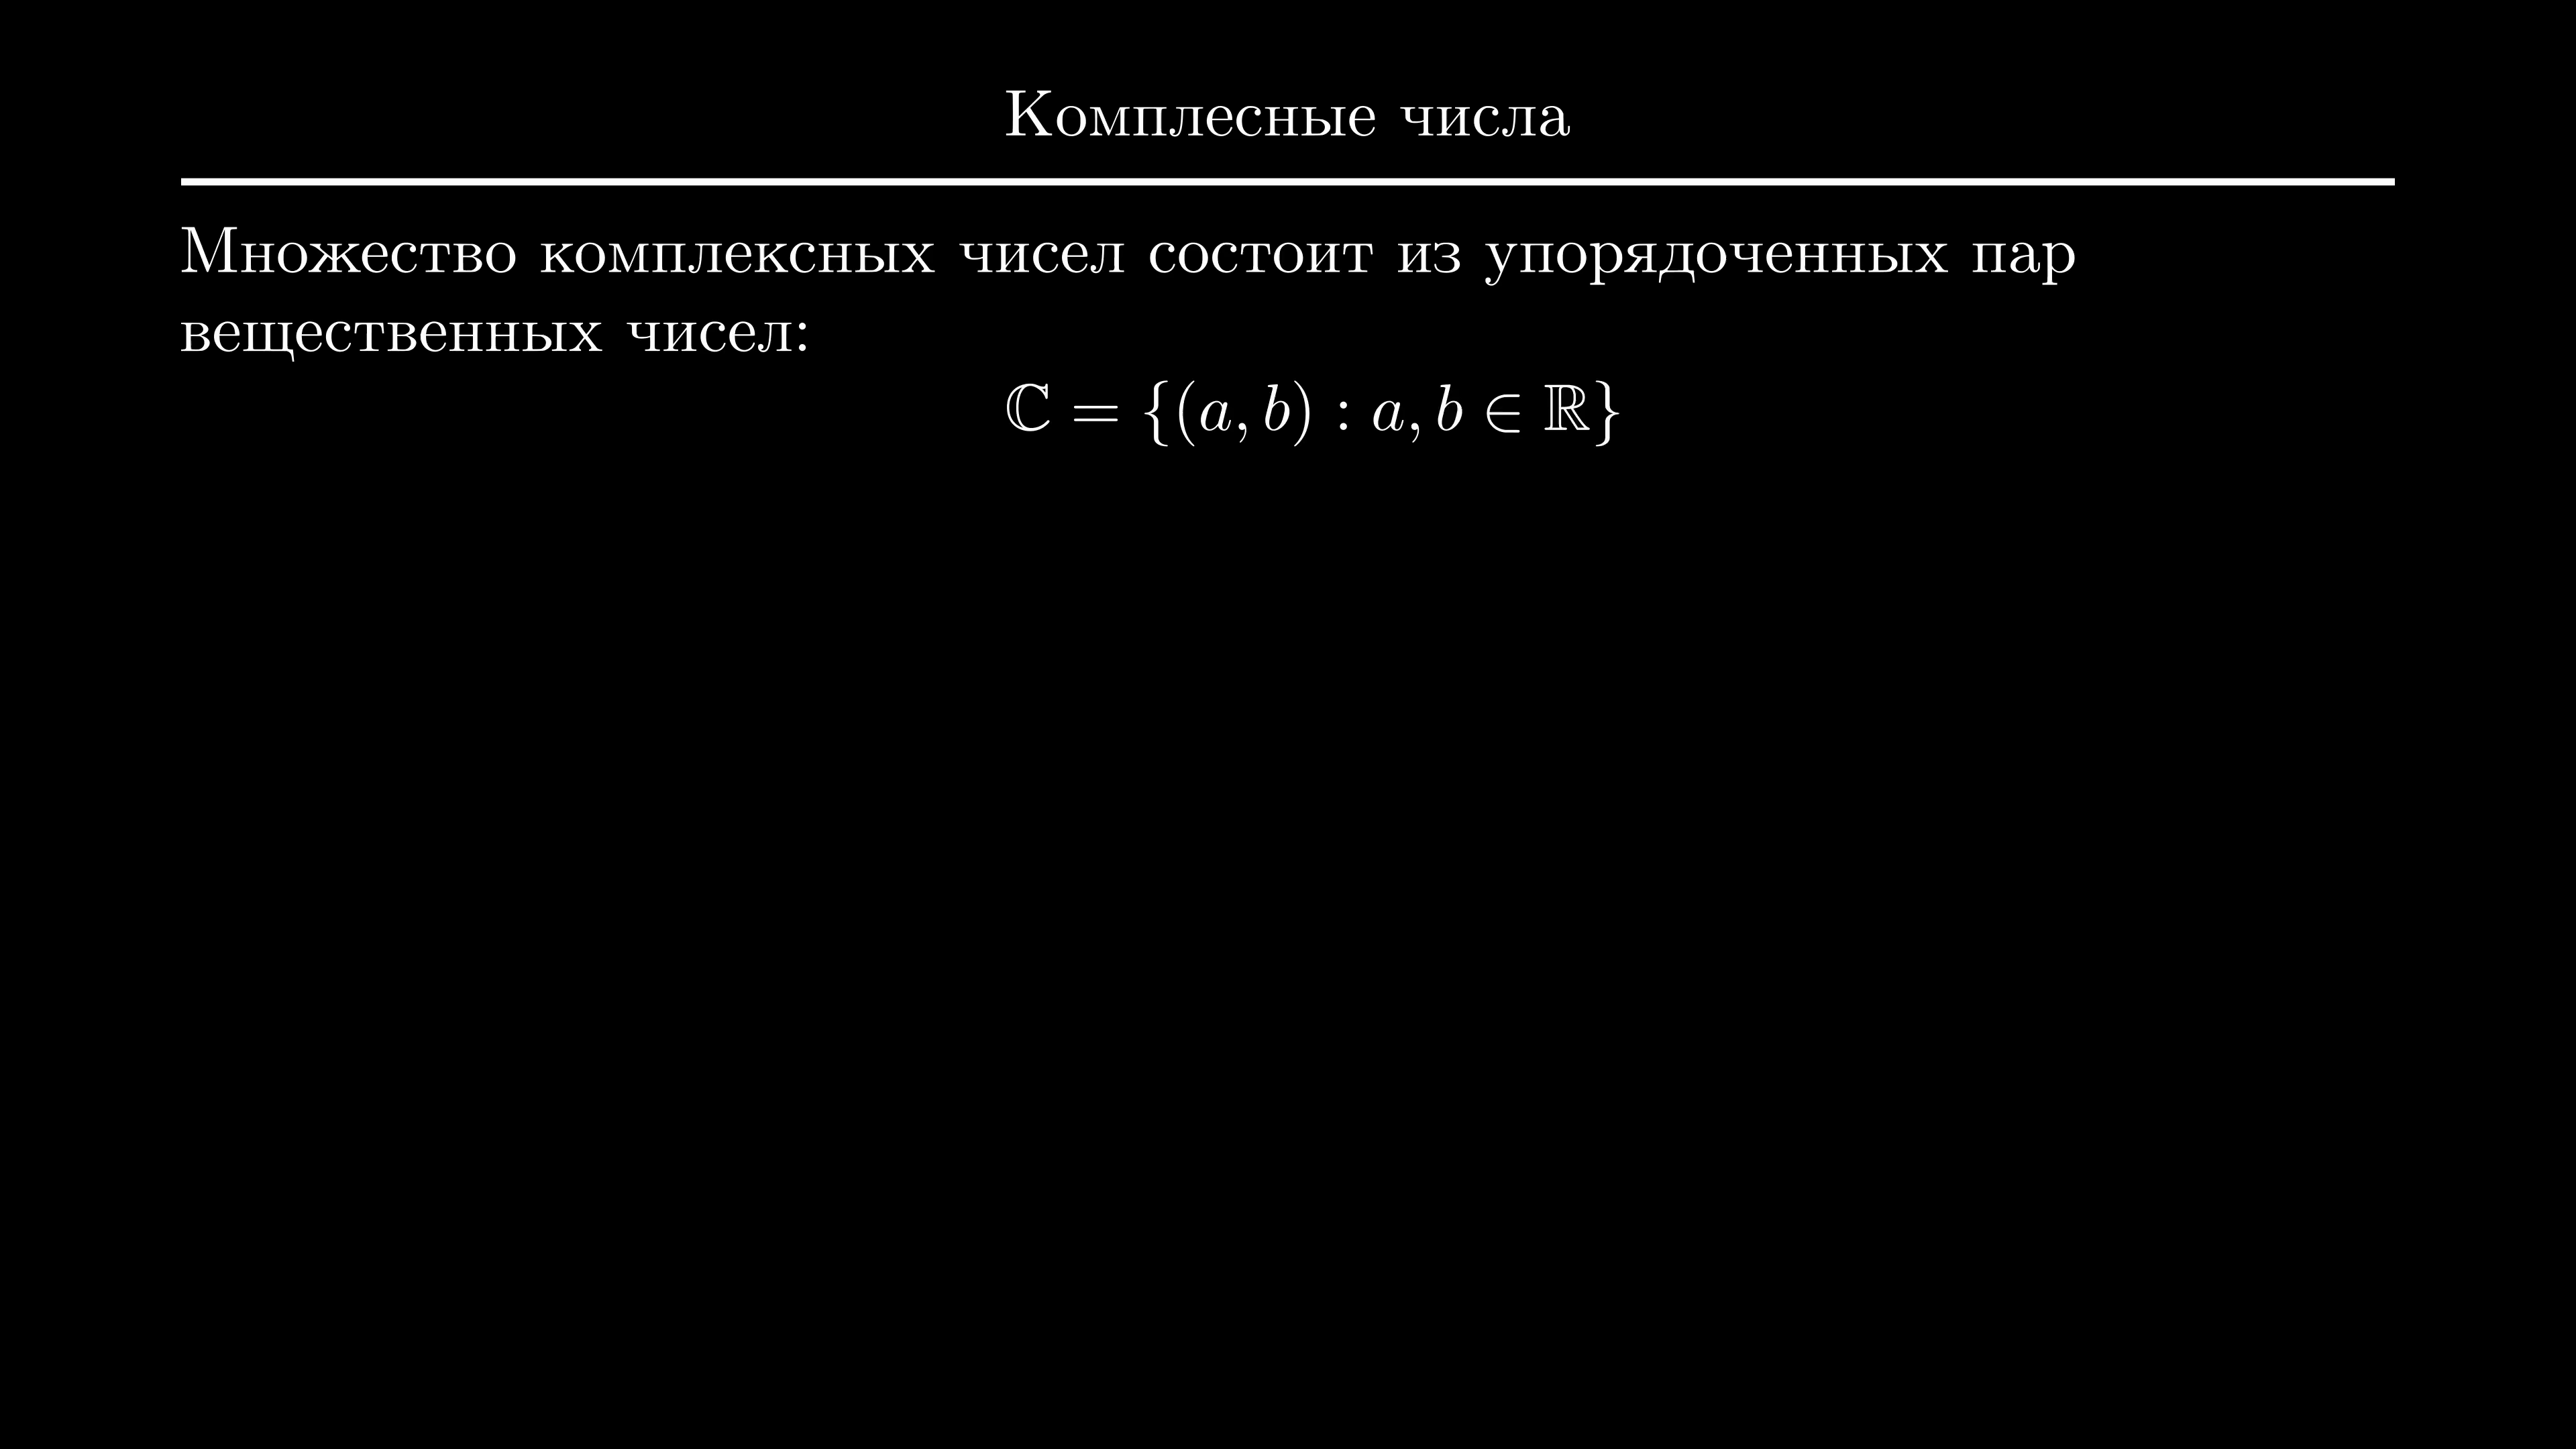 Комплесные числа
Множество комплексных чисел состоит из упорядоченных пар
вещественных чисел:
ℂ = {(a, b) : a, b ∈ ℝ}